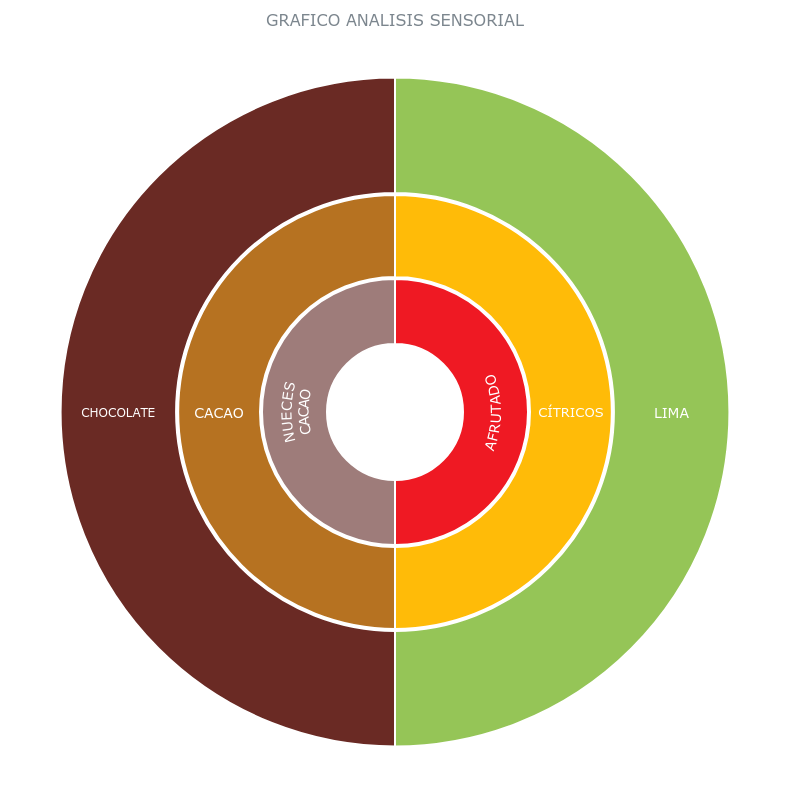 GRAFICO ANALISIS SENSORIAL
CHOCOLATE
CACAO
NUECES
CACAO
AFRUTADO
CÍTRICOS
LIMA